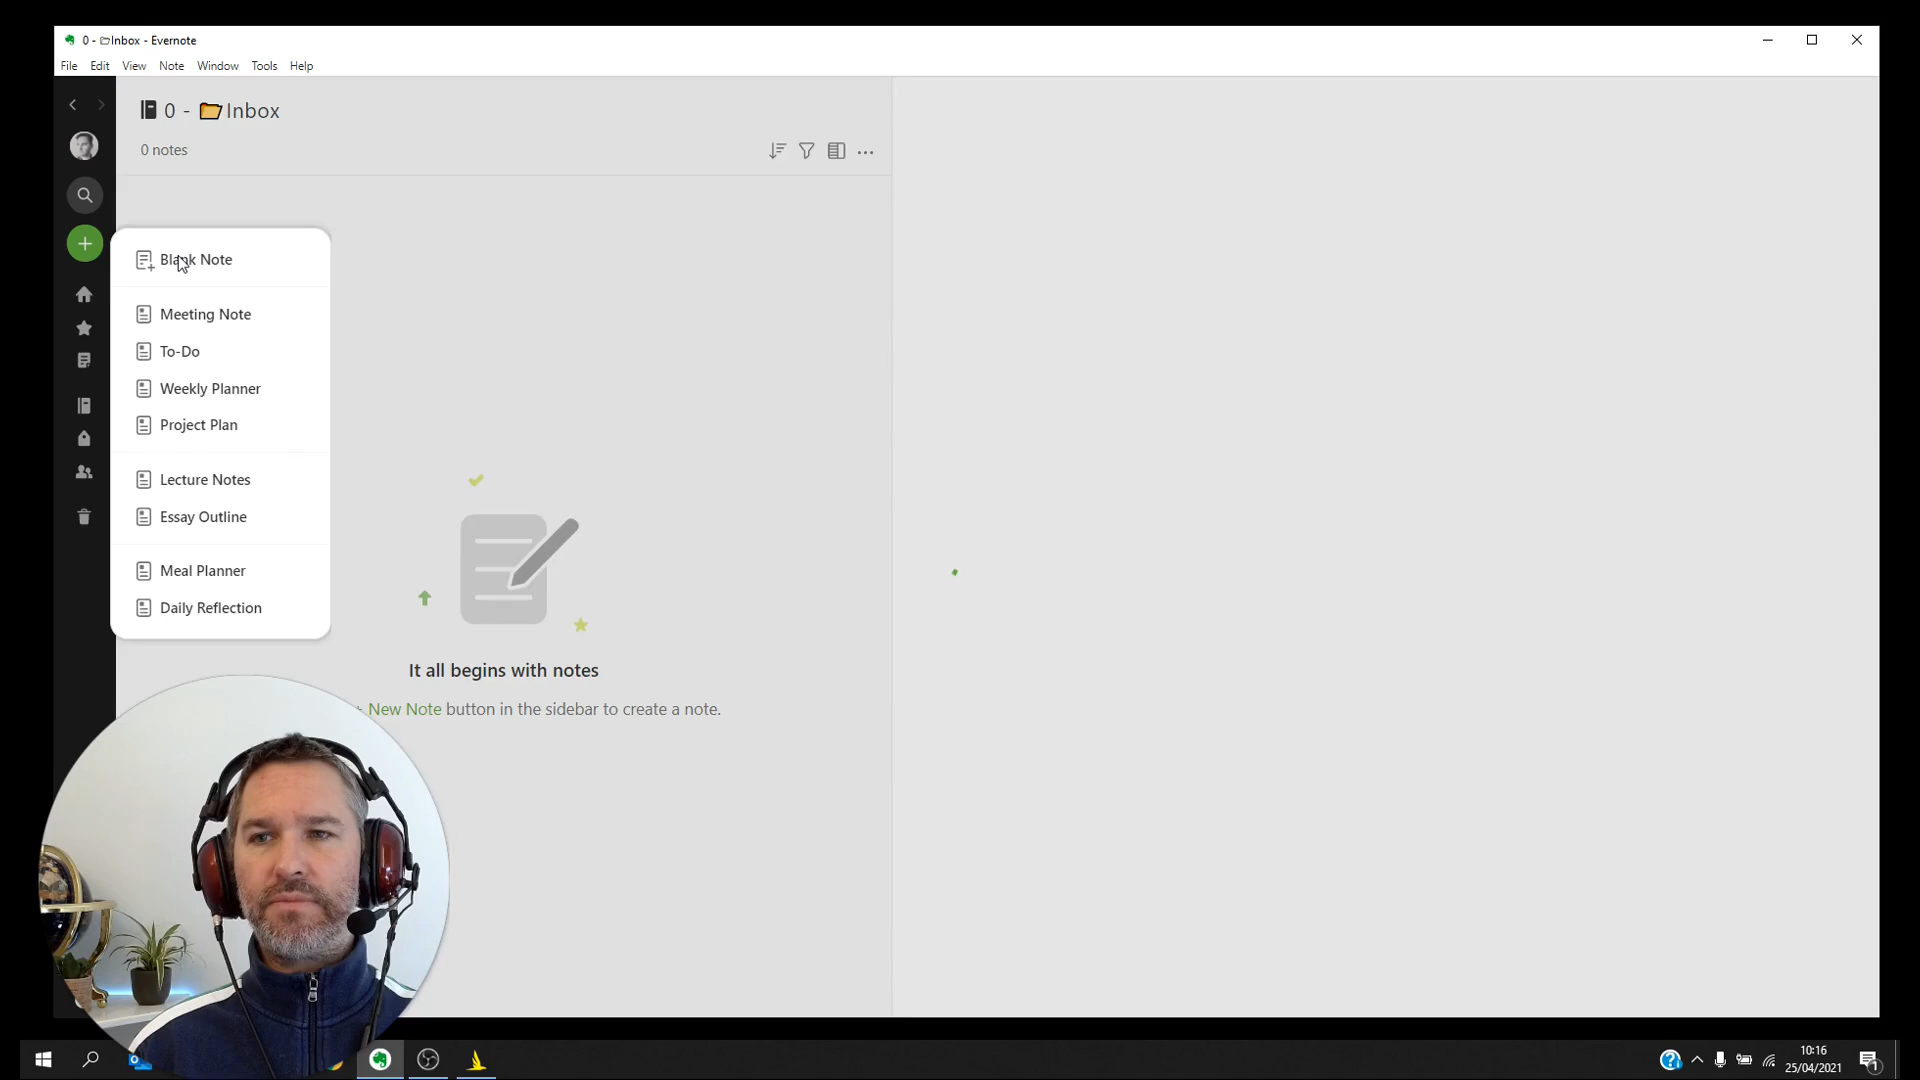 0 - 🗁Inbox - Evernote
File Edit View Note Window Tools Help
0 - 📂Inbox
0 notes
Blank Note
Meeting Note
To-Do
Weekly Planner
Project Plan
Lecture Notes
Essay Outline
Meal Planner
Daily Reflection
It all begins with notes
+ New Note button in the sidebar to create a note.
10:16
25/04/2021
1